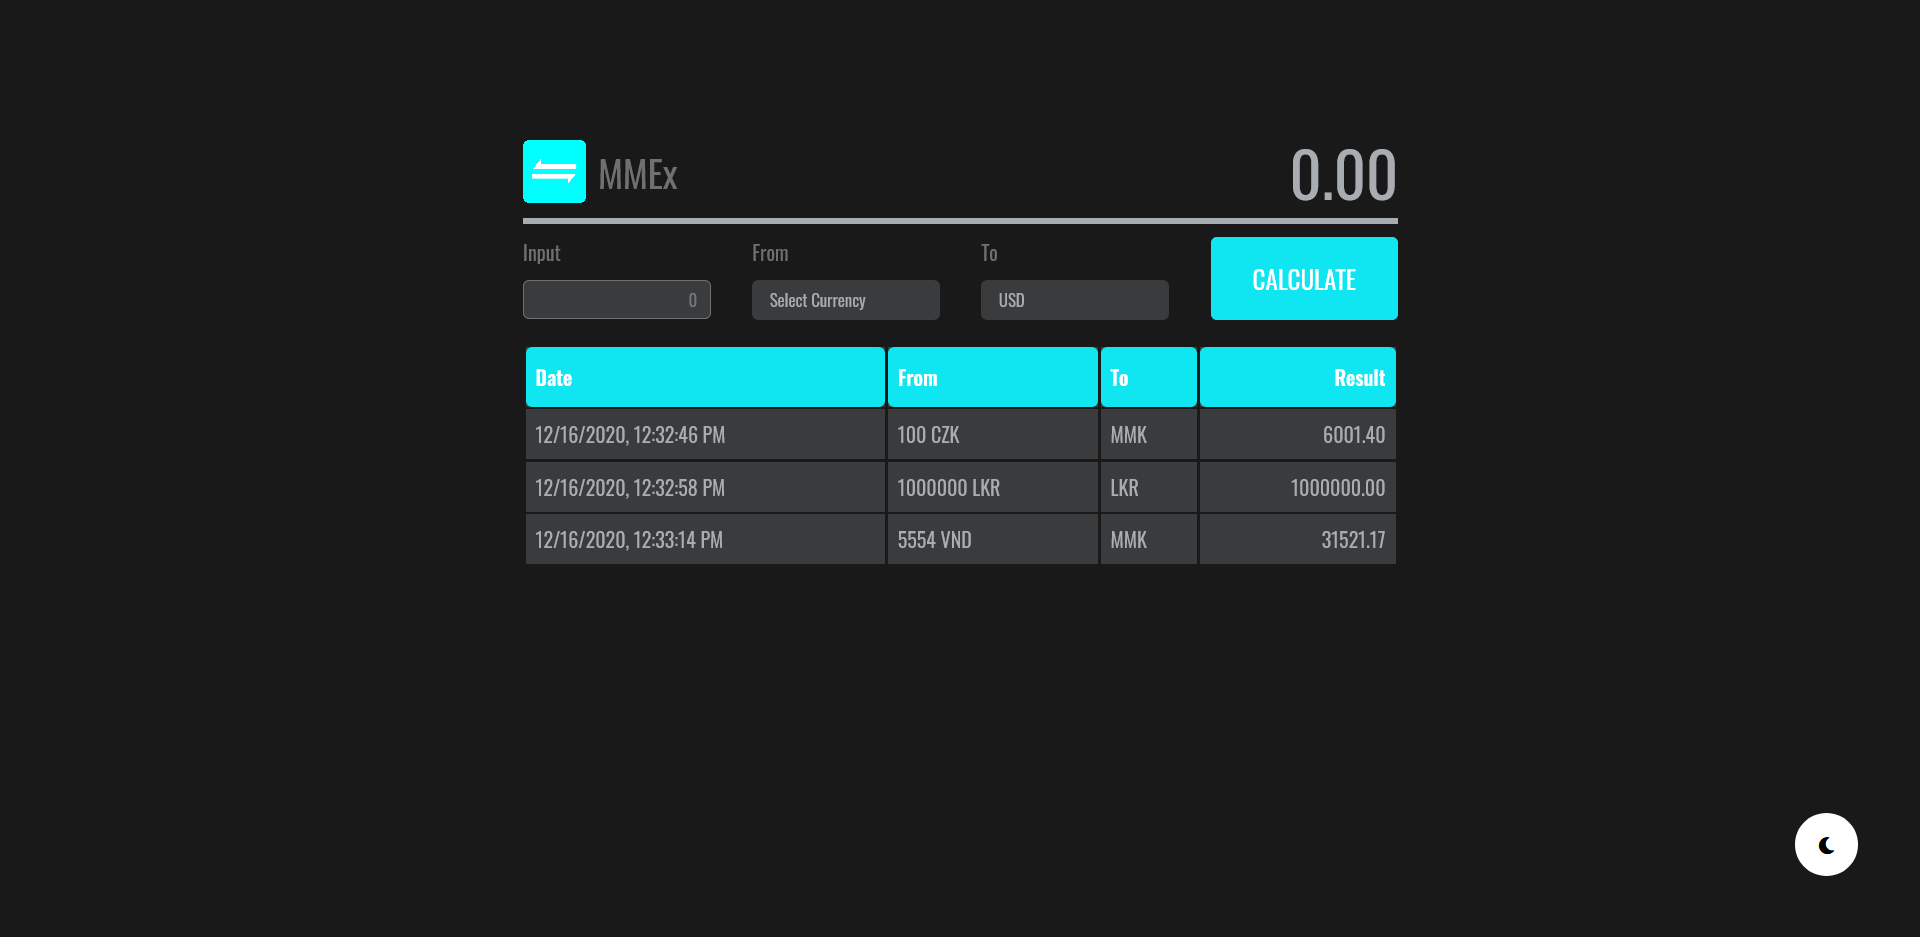 MMEx
0.00
Input
From
To
0
Select Currency
USD
CALCULATE
Date From To Result
12/16/2020, 12:32:46 PM 100 CZK MMK 6001.40
12/16/2020, 12:32:58 PM 1000000 LKR LKR 1000000.00
12/16/2020, 12:33:14 PM 5554 VND MMK 31521.17